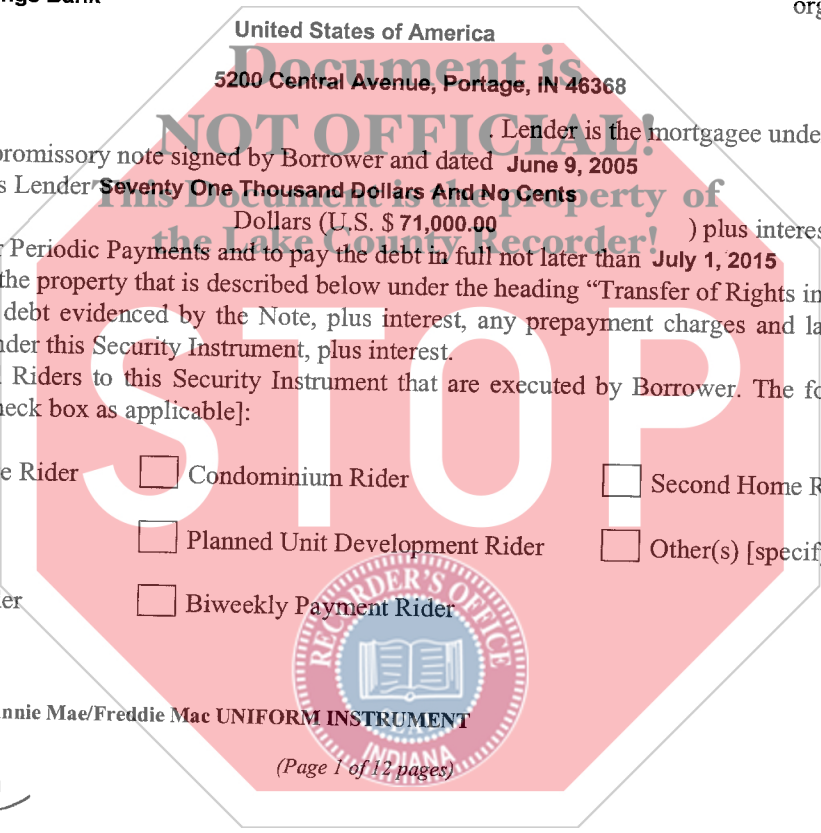 Bank
org
United States of America
5200 Central Avenue, Portage, IN 46368
. Lender is the mortgagee unde
promissory note signed by Borrower and dated June 9, 2005
s Lender Seventy One Thousand Dollars And No Cents
Dollars (U.S. $ 71,000.00 ) plus interes
r Periodic Payments and to pay the debt in full not later than July 1, 2015
the property that is described below under the heading “Transfer of Rights in
debt evidenced by the Note, plus interest, any prepayment charges and la
nder this Security Instrument, plus interest.
Riders to this Security Instrument that are executed by Borrower. The fo
heck box as applicable]:
e Rider Condominium Rider Second Home R
Planned Unit Development Rider Other(s) [specify
er Biweekly Payment Rider
nnie Mae/Freddie Mac UNIFORM INSTRUMENT
(Page 1 of 12 pages)
Document is
NOT OFFICIAL!
This Document is the property of
the Lake County Recorder!
STOP
RECORDER'S OFFICE
SEAL
INDIANA